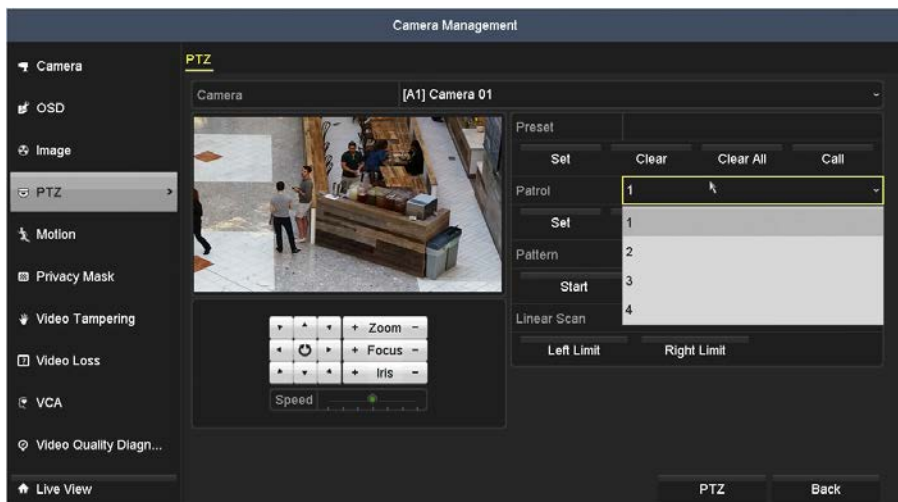 Camera Management
Camera
OSD
Image
PTZ
Motion
Privacy Mask
Video Tampering
Video Loss
VCA
Video Quality Diagn...
Live View
PTZ
Camera [A1] Camera 01
Preset
Set Clear Clear All Call
Patrol 1
Set
1
2
3
4
Pattern
Start
Linear Scan
Left Limit Right Limit
+ Zoom -
+ Focus -
+ Iris -
Speed
PTZ Back